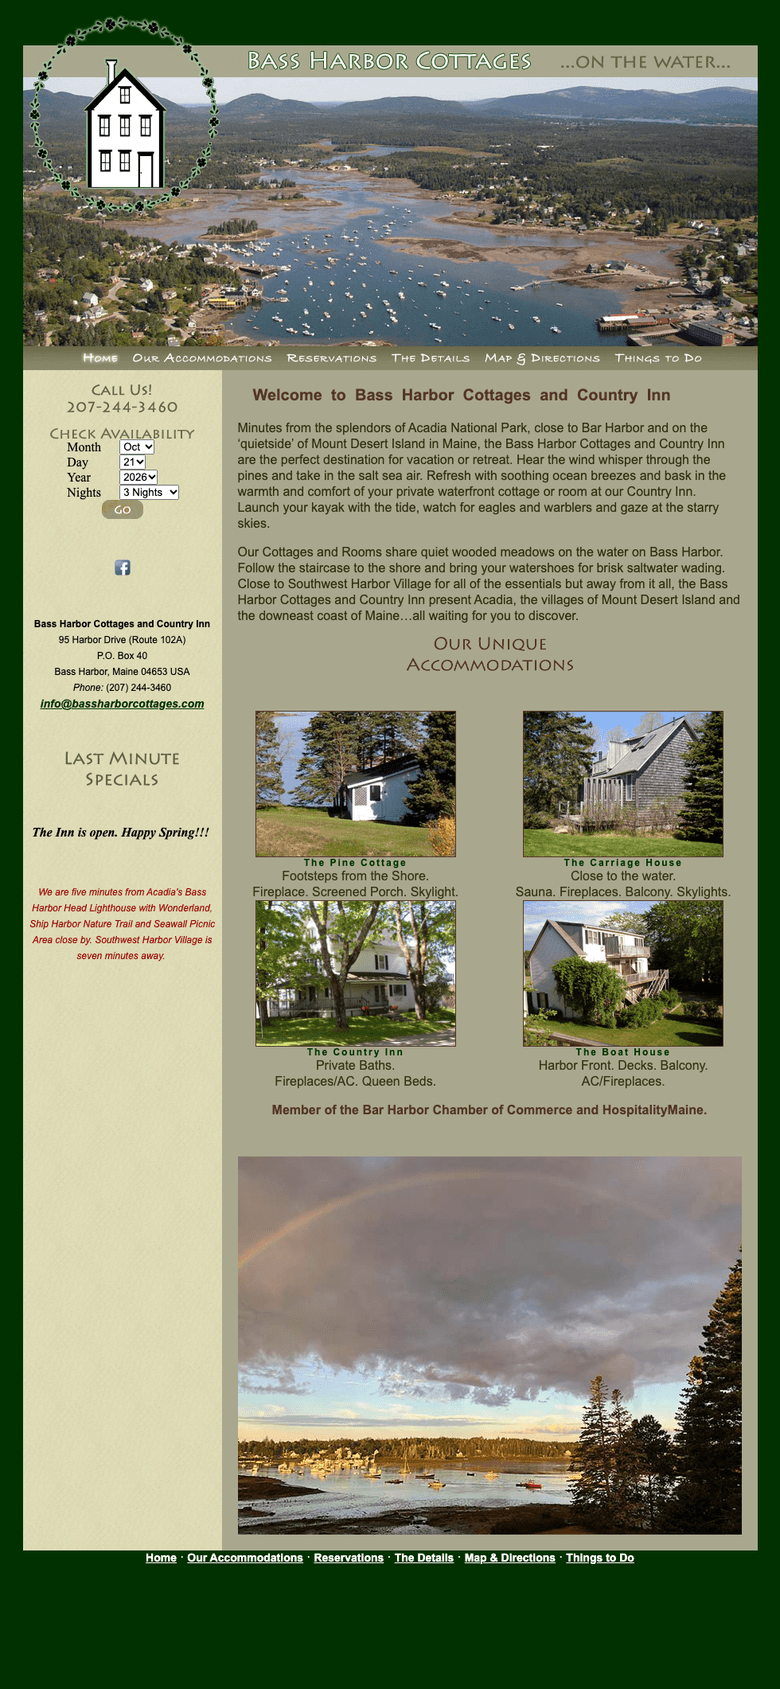 Bass Harbor Cottages ...on the water...
Home Our Accommodations Reservations The Details Map & Directions Things to Do
Call Us!
207-244-3460
Check Availability
Month Oct
Day 21
Year 2026
Nights 3 Nights
Go
Bass Harbor Cottages and Country Inn
95 Harbor Drive (Route 102A)
P.O. Box 40
Bass Harbor, Maine 04653 USA
Phone: (207) 244-3460
info@bassharborcottages.com
Last Minute
Specials
The Inn is open. Happy Spring!!!
We are five minutes from Acadia's Bass
Harbor Head Lighthouse with Wonderland,
Ship Harbor Nature Trail and Seawall Picnic
Area close by. Southwest Harbor Village is
seven minutes away.
Welcome to Bass Harbor Cottages and Country Inn
Minutes from the splendors of Acadia National Park, close to Bar Harbor and on the
‘quietside’ of Mount Desert Island in Maine, the Bass Harbor Cottages and Country Inn
are the perfect destination for vacation or retreat. Hear the wind whisper through the
pines and take in the salt sea air. Refresh with soothing ocean breezes and bask in the
warmth and comfort of your private waterfront cottage or room at our Country Inn.
Launch your kayak with the tide, watch for eagles and warblers and gaze at the starry
skies.
Our Cottages and Rooms share quiet wooded meadows on the water on Bass Harbor.
Follow the staircase to the shore and bring your watershoes for brisk saltwater wading.
Close to Southwest Harbor Village for all of the essentials but away from it all, the Bass
Harbor Cottages and Country Inn present Acadia, the villages of Mount Desert Island and
the downeast coast of Maine…all waiting for you to discover.
Our Unique
Accommodations
The Pine Cottage
Footsteps from the Shore.
Fireplace. Screened Porch. Skylight.
The Carriage House
Close to the water.
Sauna. Fireplaces. Balcony. Skylights.
The Country Inn
Private Baths.
Fireplaces/AC. Queen Beds.
The Boat House
Harbor Front. Decks. Balcony.
AC/Fireplaces.
Member of the Bar Harbor Chamber of Commerce and HospitalityMaine.
Home · Our Accommodations · Reservations · The Details · Map & Directions · Things to Do